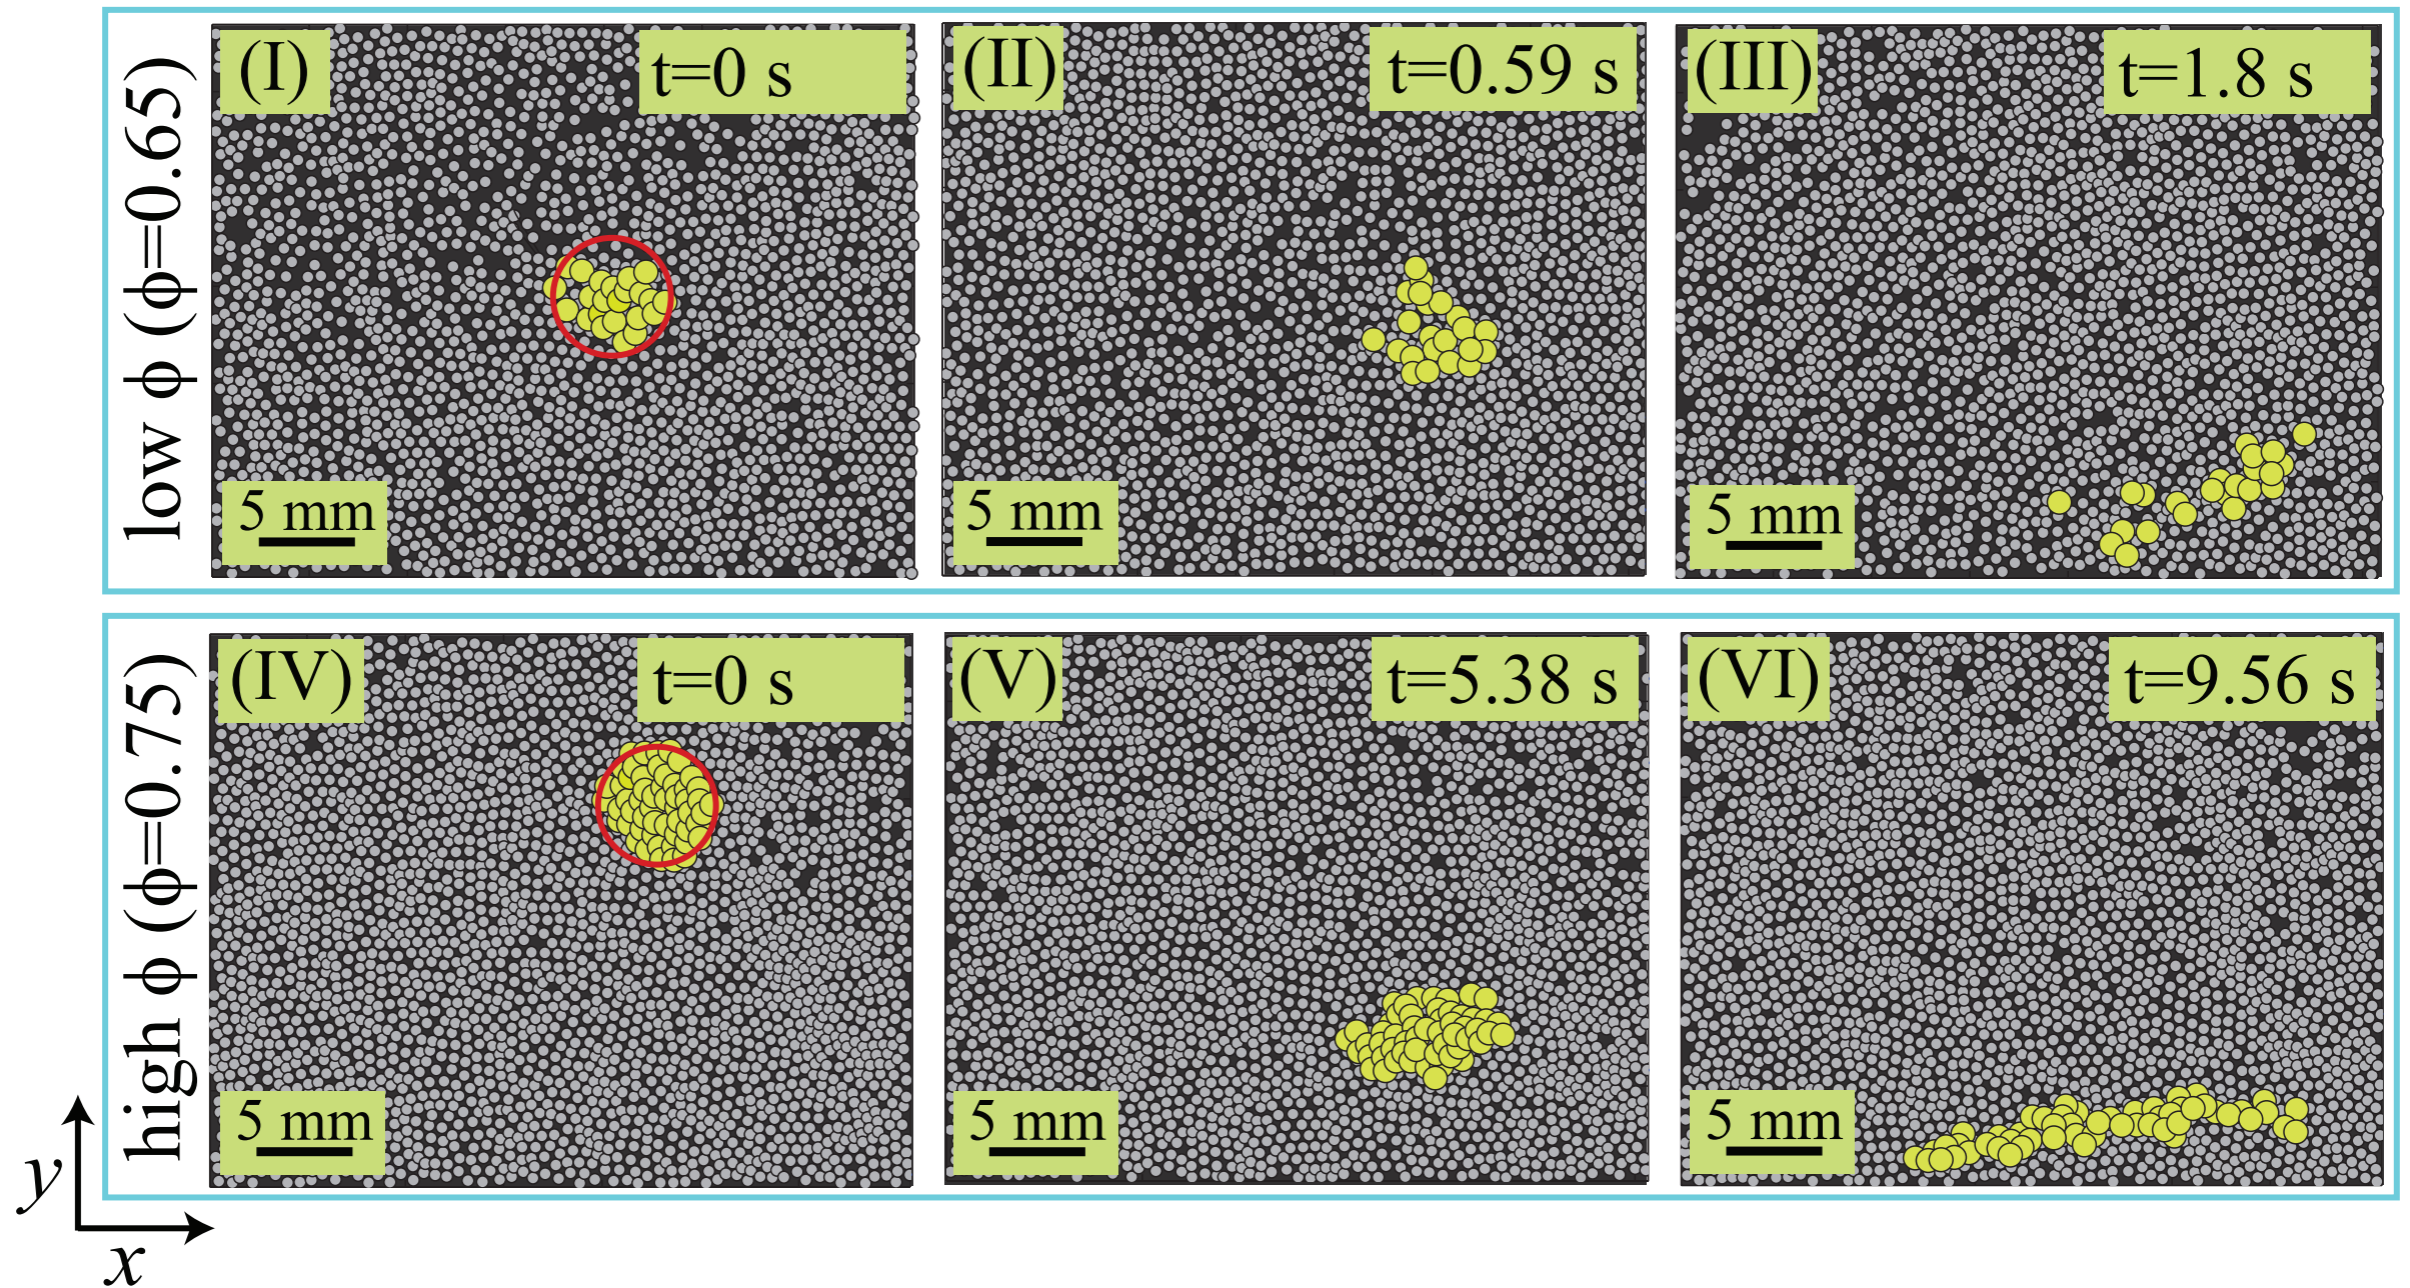 low ϕ (ϕ=0.65)
(I)
t=0 s
5 mm
(II)
t=0.59 s
5 mm
(III)
t=1.8 s
5 mm
high ϕ (ϕ=0.75)
(IV)
t=0 s
5 mm
(V)
t=5.38 s
5 mm
(VI)
t=9.56 s
5 mm
y
x